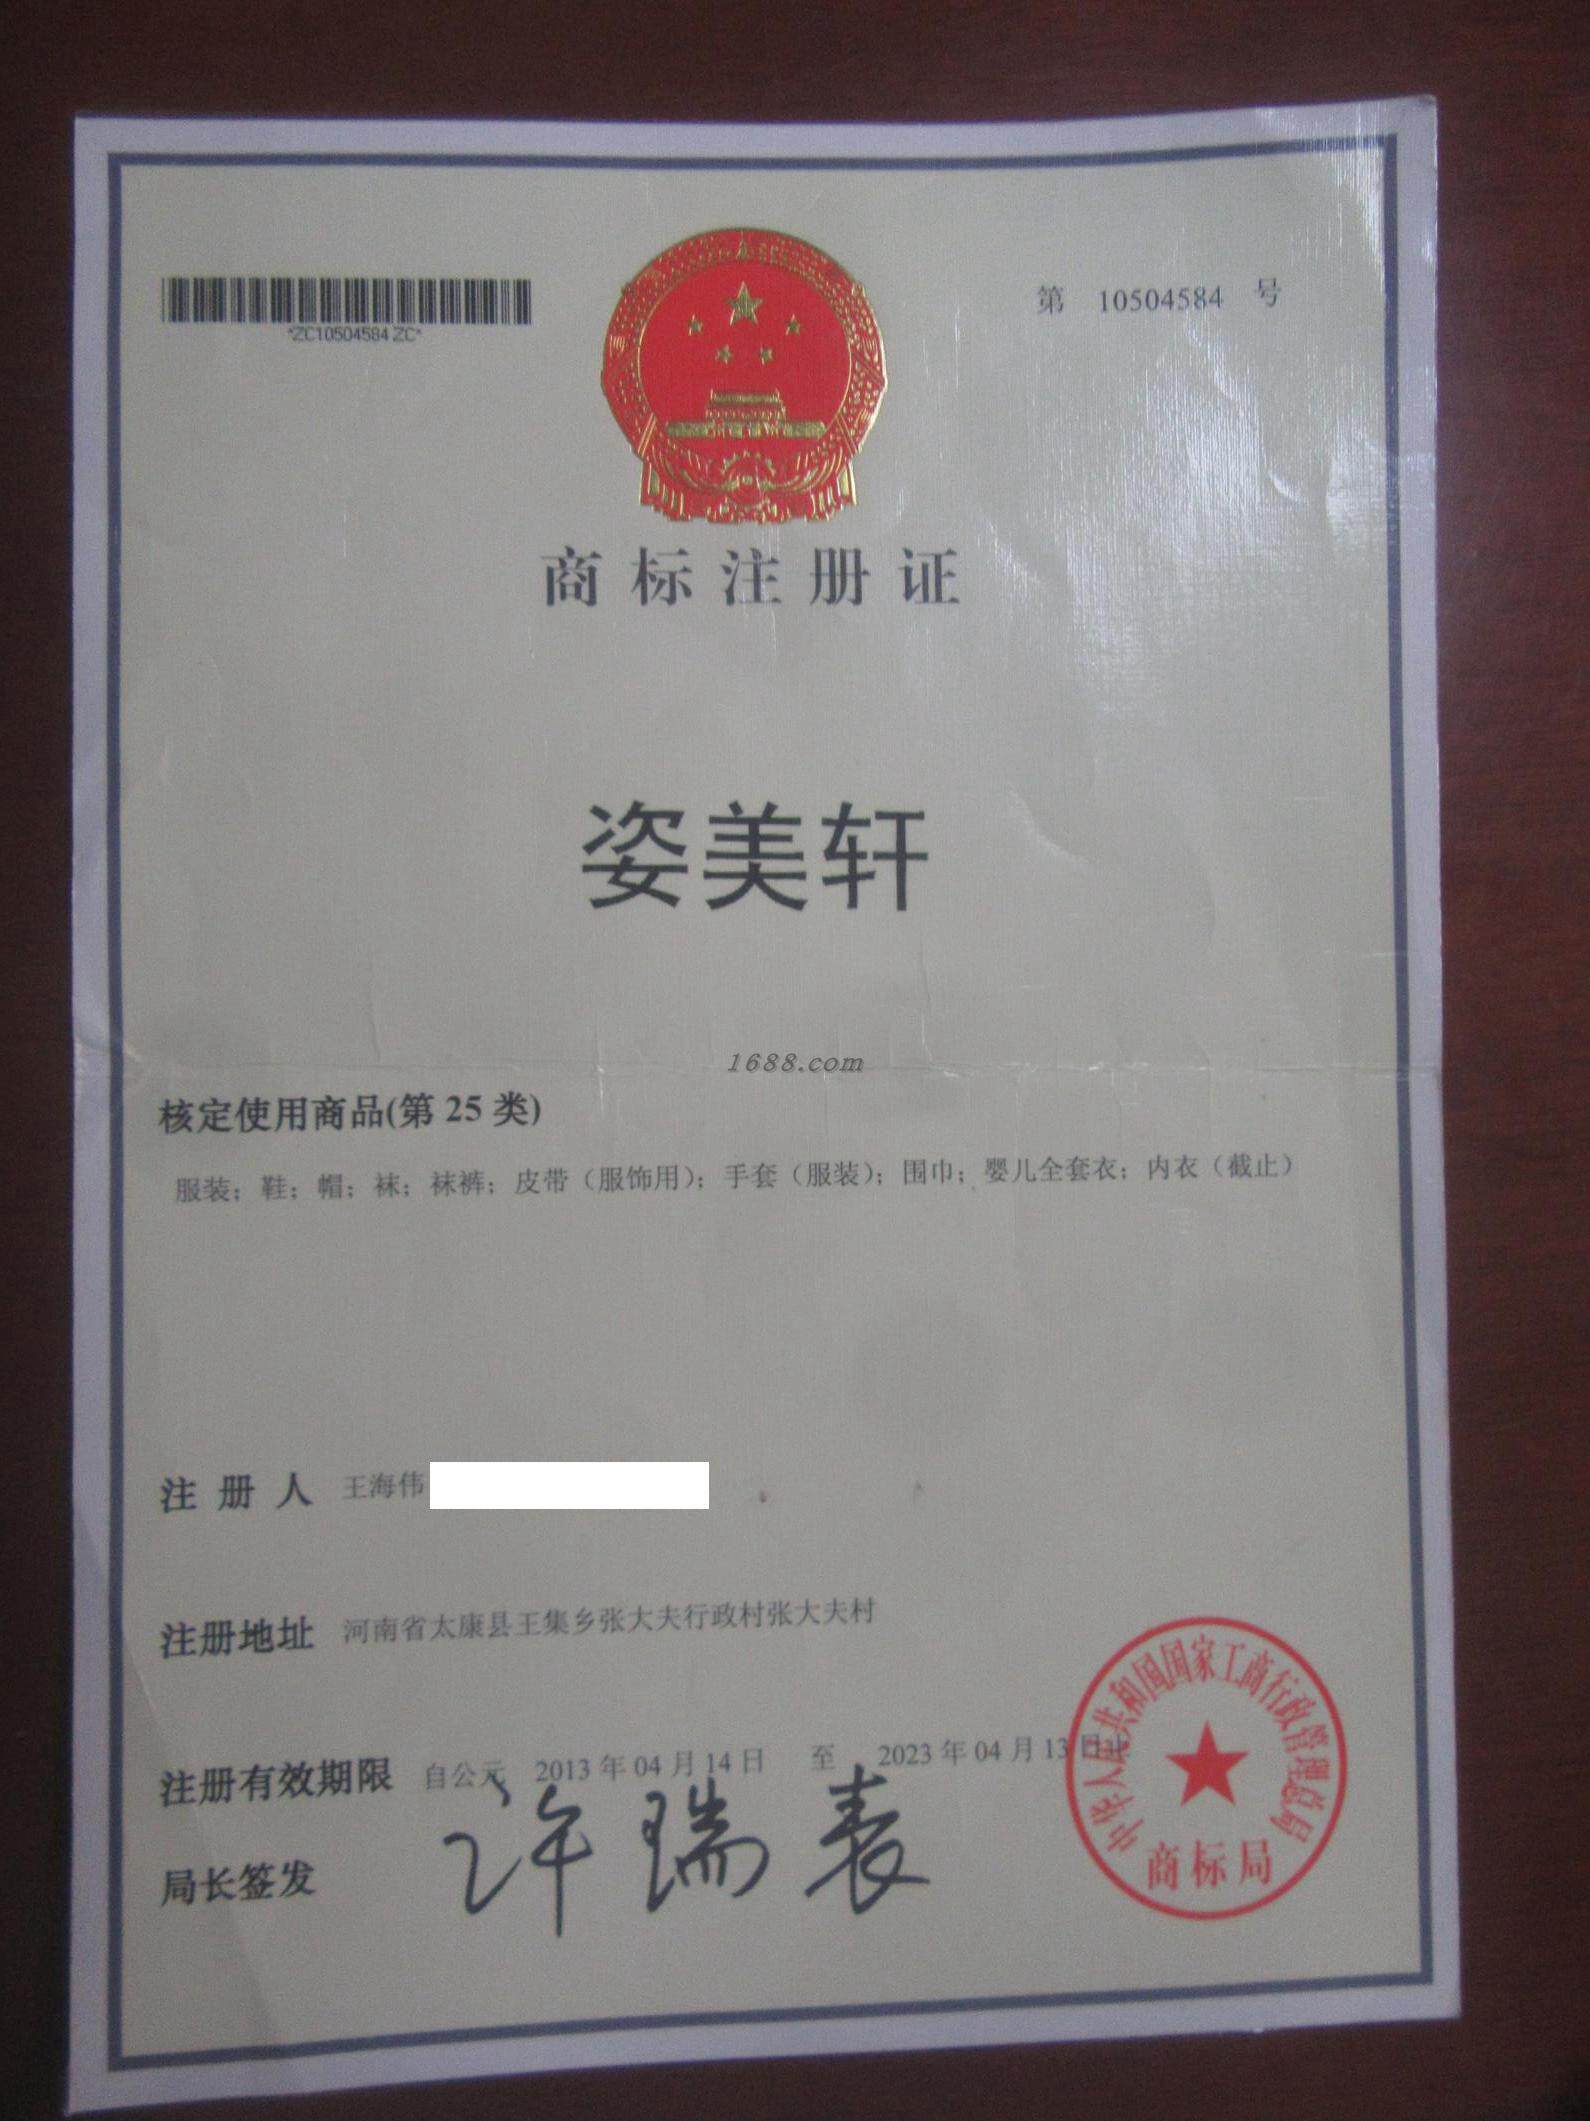 *ZC10504584 ZC*
第 10504584 号
商标注册证
姿美轩
1688.com
核定使用商品(第 25 类)
服装；鞋；帽；袜；袜裤；皮带（服饰用）；手套（服装）；围巾；婴儿全套衣；内衣（截止）
注册人 王海伟
注册地址 河南省太康县王集乡张大夫行政村张大夫村
注册有效期限 自公元 2013 年 04 月 14 日 至 2023 年 04 月 13 日止
局长签发 许瑞表
中华人民共和国国家工商行政管理总局
商标局